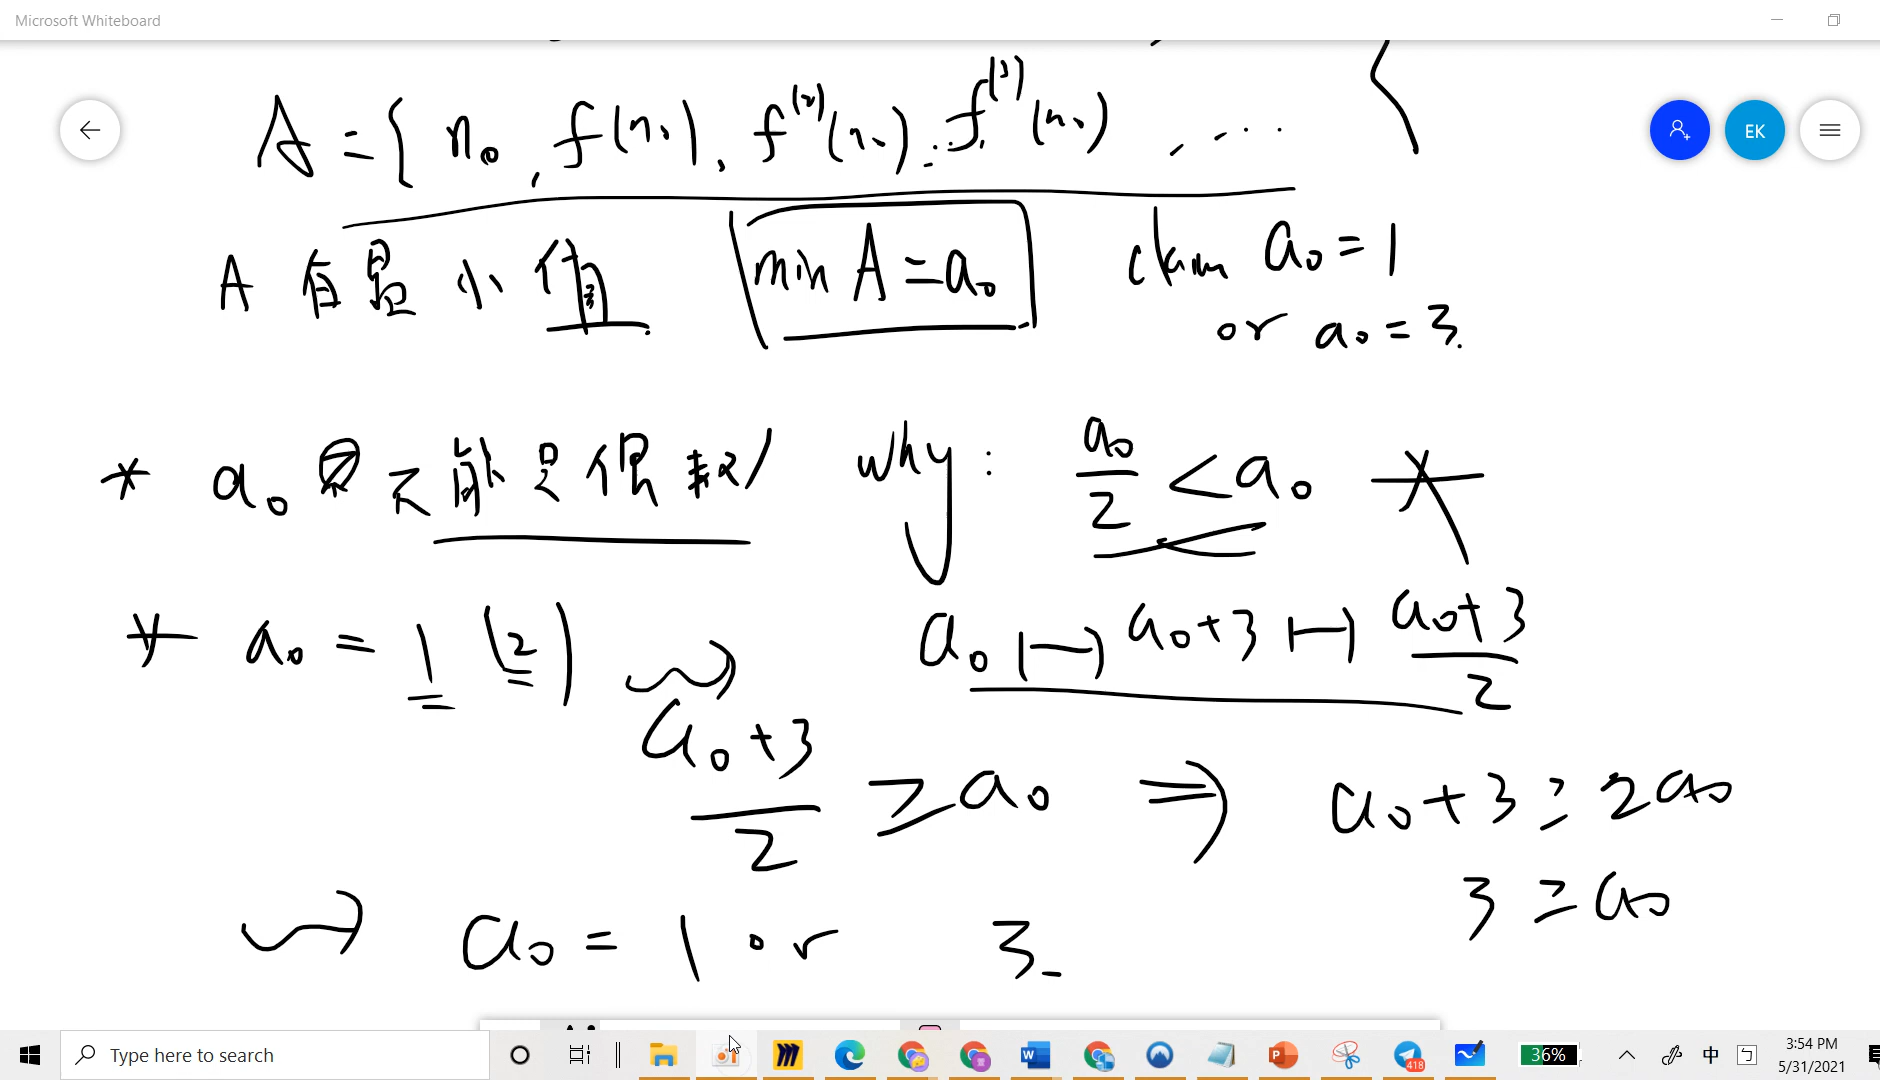 Microsoft Whiteboard
A = { n₀, f(n₀), f⁽²⁾(n₀), ... f⁽³⁾(n₀), ....
EK
A 有最小值 min A = a₀ claim a₀ = 1
or a₀ = 3.
* a₀ 不能是偶数 why: a₀/2 < a₀
* a₀ ≡ 1 (2) ⇝ a₀ ↦ a₀+3 ↦ (a₀+3)/2
(a₀+3)/2 ≥ a₀ ⇒ a₀+3 ≥ 2a₀
3 ≥ a₀
⇝ a₀ = 1 or 3.
Type here to search
418
36%
中
3:54 PM
5/31/2021